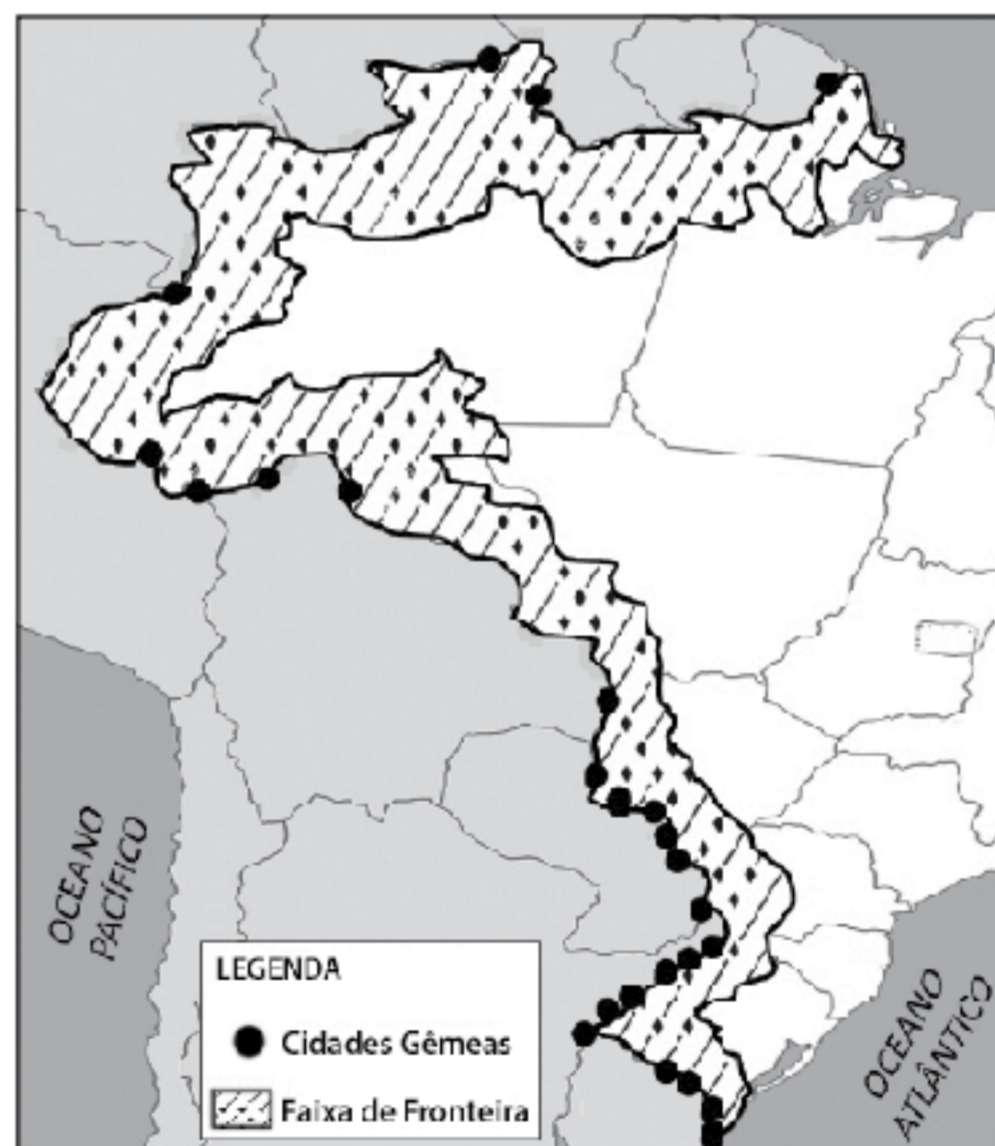 OCEANO
PACÍFICO
LEGENDA
Cidades Gêmeas
Faixa de Fronteira
OCEANO
ATLÂNTICO